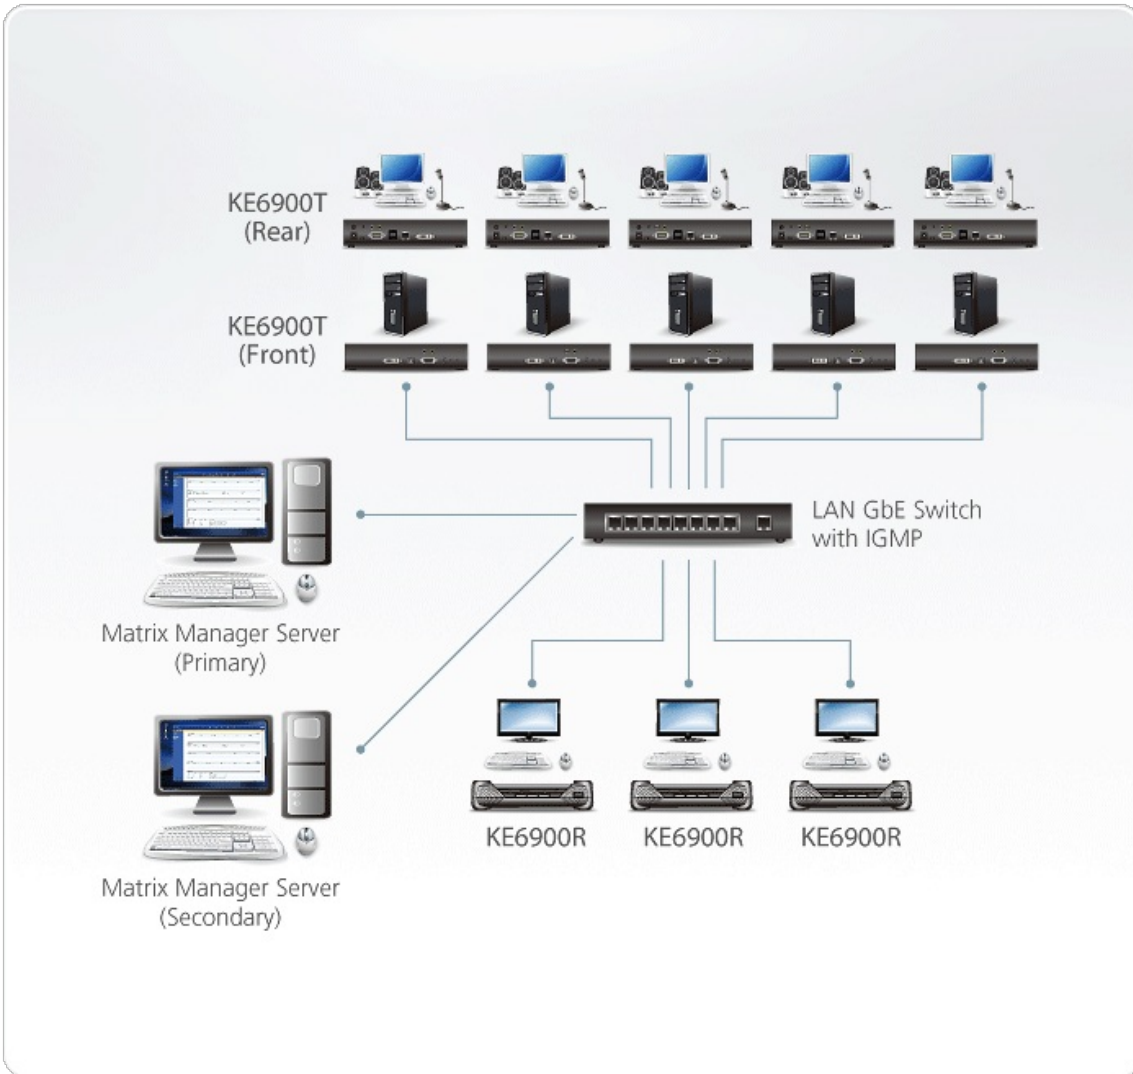 KE6900T
(Rear)
KE6900T
(Front)
LAN GbE Switch
with IGMP
Matrix Manager Server
(Primary)
KE6900R
KE6900R
KE6900R
Matrix Manager Server
(Secondary)